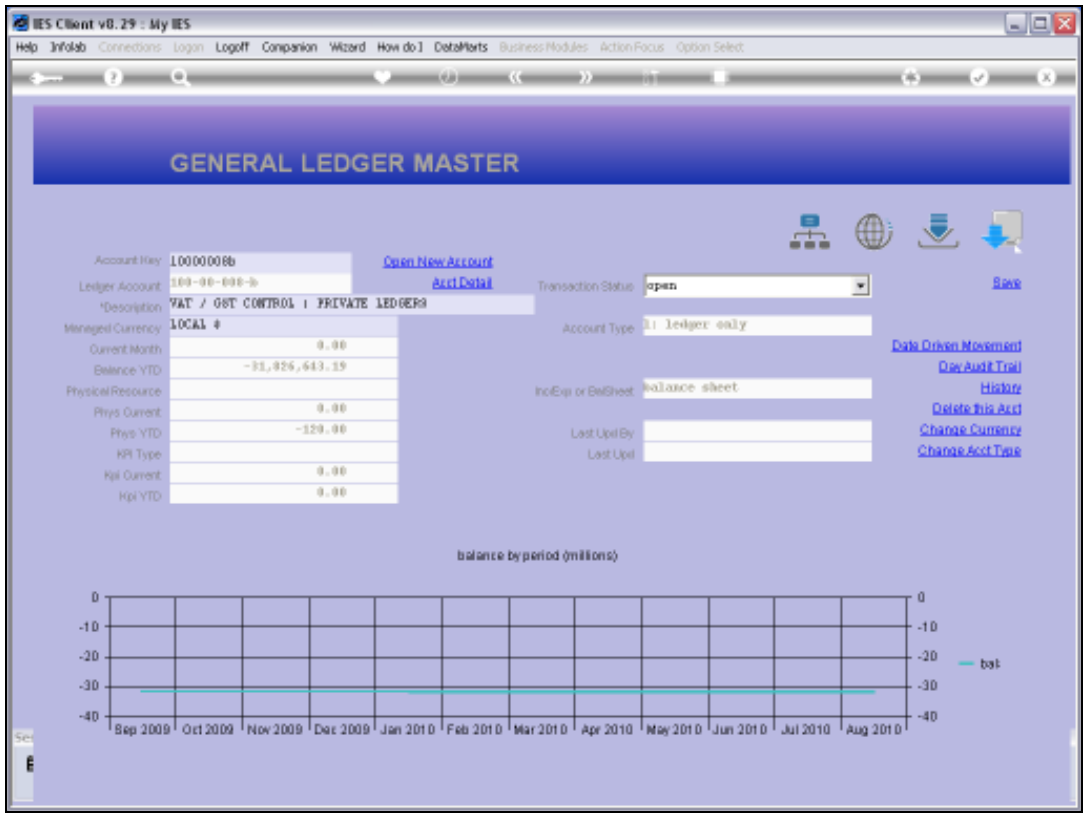 IES Client v8.29 : My IES
Help Infolab Connections Logon Logoff Companion Wizard How do I DataMarts Business Modules Action Focus Option Select
GENERAL LEDGER MASTER
Account Key 10000008b Open New Account
Ledger Account 100-00-008-b Acct Detail Transaction Status open Save
*Description VAT / GST CONTROL : PRIVATE LEDGERS
Managed Currency LOCAL # Account Type l: ledger only
Current Month 0.00 Date Driven Movement
Balance YTD -31,826,643.19 Day Audit Trail
Physical Resource Inc/Exp or BalSheet balance sheet History
Phys Current 0.00 Delete this Acct
Phys YTD -120.00 Last Upd By Change Currency
KPI Type Last Upd Change Acct Type
Kpi Current 0.00
Kpi YTD 0.00
balance by period (millions)
0 0
-10 -10
-20 -20
bal:
-30 -30
-40 -40
Sep 2009 Oct 2009 Nov 2009 Dec 2009 Jan 2010 Feb 2010 Mar 2010 Apr 2010 May 2010 Jun 2010 Jul 2010 Aug 2010